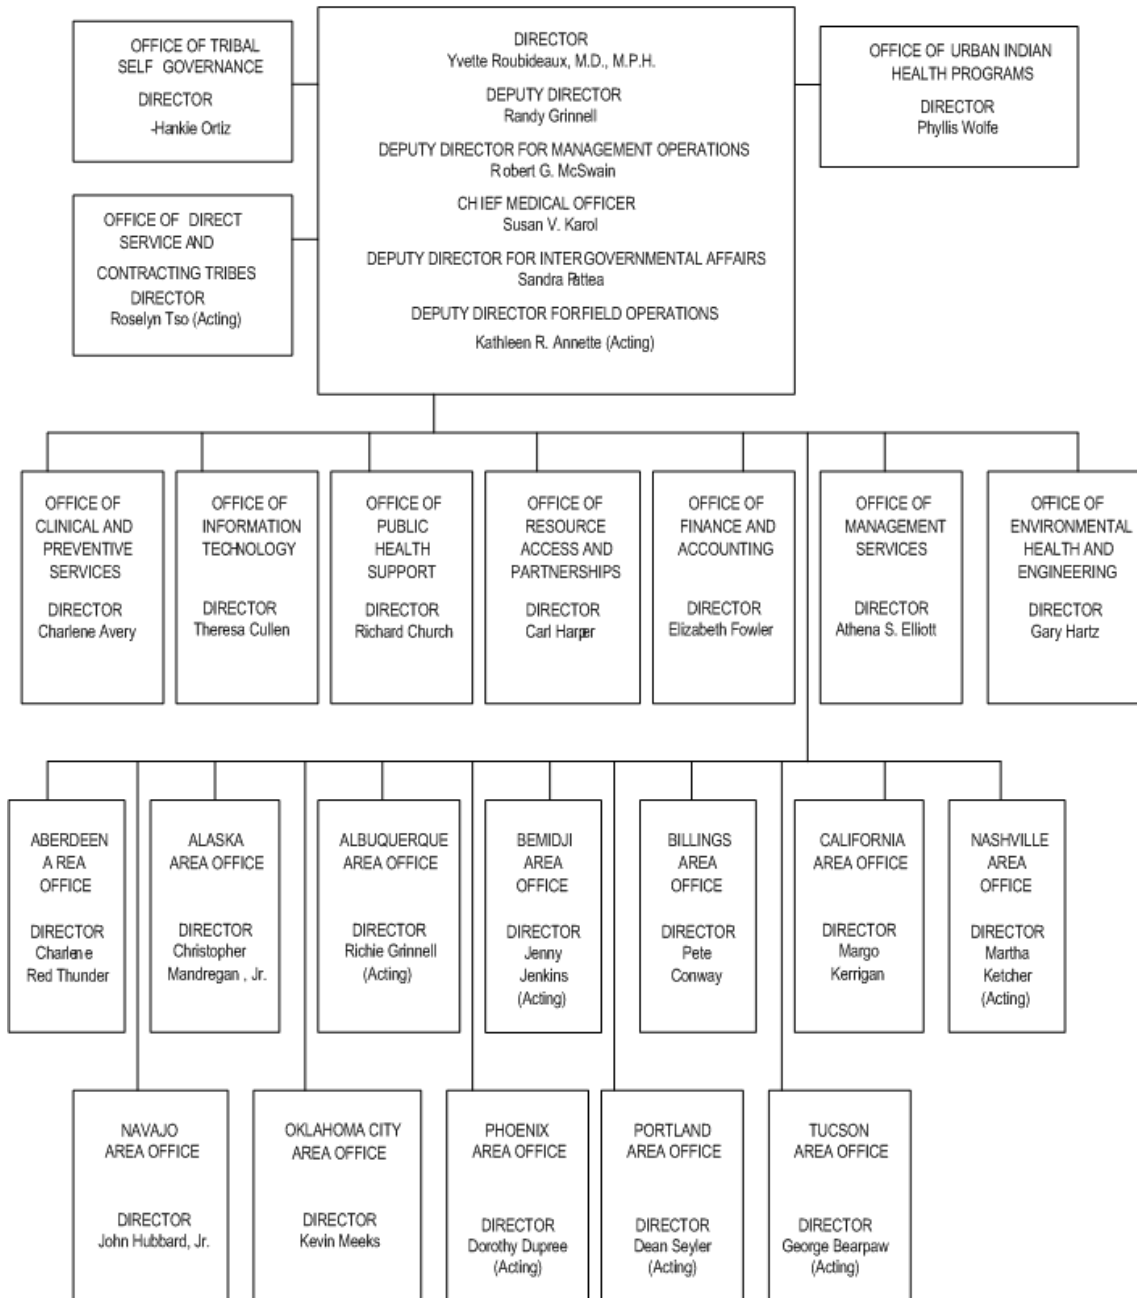 OFFICE OF TRIBAL
SELF GOVERNANCE
DIRECTOR
-Hankie Ortiz
OFFICE OF DIRECT
SERVICE AND
CONTRACTING TRIBES
DIRECTOR
Roselyn Tso (Acting)
DIRECTOR
Yvette Roubideaux, M.D., M.P.H.
DEPUTY DIRECTOR
Randy Grinnell
DEPUTY DIRECTOR FOR MANAGEMENT OPERATIONS
Robert G. McSwain
CHIEF MEDICAL OFFICER
Susan V. Karol
DEPUTY DIRECTOR FOR INTERGOVERNMENTAL AFFAIRS
Sandra Pattea
DEPUTY DIRECTOR FOR FIELD OPERATIONS
Kathleen R. Annette (Acting)
OFFICE OF URBAN INDIAN
HEALTH PROGRAMS
DIRECTOR
Phyllis Wolfe
OFFICE OF
CLINICAL AND
PREVENTIVE
SERVICES
DIRECTOR
Charlene Avery
OFFICE OF
INFORMATION
TECHNOLOGY
DIRECTOR
Theresa Cullen
OFFICE OF
PUBLIC
HEALTH
SUPPORT
DIRECTOR
Richard Church
OFFICE OF
RESOURCE
ACCESS AND
PARTNERSHIPS
DIRECTOR
Carl Harper
OFFICE OF
FINANCE AND
ACCOUNTING
DIRECTOR
Elizabeth Fowler
OFFICE OF
MANAGEMENT
SERVICES
DIRECTOR
Athena S. Elliott
OFFICE OF
ENVIRONMENTAL
HEALTH AND
ENGINEERING
DIRECTOR
Gary Hartz
ABERDEEN
A REA
OFFICE
DIRECTOR
Charlene
Red Thunder
ALASKA
AREA OFFICE
DIRECTOR
Christopher
Mandregan , Jr.
ALBUQUERQUE
AREA OFFICE
DIRECTOR
Richie Grinnell
(Acting)
BEMIDJI
AREA
OFFICE
DIRECTOR
Jenny
Jenkins
(Acting)
BILLINGS
AREA
OFFICE
DIRECTOR
Pete
Conway
CALIFORNIA
AREA OFFICE
DIRECTOR
Margo
Kerrigan
NASHVILLE
AREA
OFFICE
DIRECTOR
Martha
Ketcher
(Acting)
NAVAJO
AREA OFFICE
DIRECTOR
John Hubbard, Jr.
OKLAHOMA CITY
AREA OFFICE
DIRECTOR
Kevin Meeks
PHOENIX
AREA OFFICE
DIRECTOR
Dorothy Dupree
(Acting)
PORTLAND
AREA OFFICE
DIRECTOR
Dean Seyler
(Acting)
TUCSON
AREA OFFICE
DIRECTOR
George Bearpaw
(Acting)